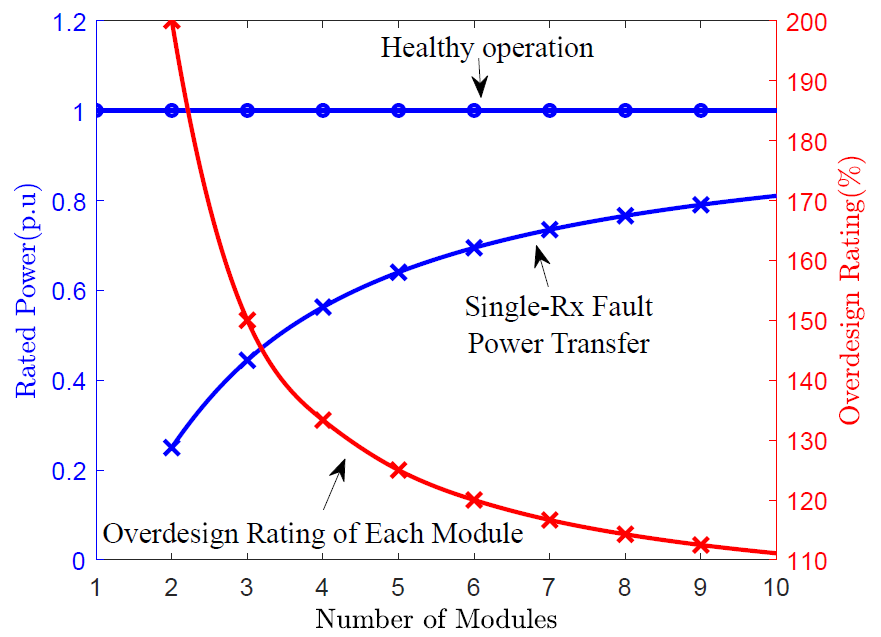 1.2
200
Healthy operation
190
1
180
170
0.8
160
0.6
Single-Rx Fault
Power Transfer
150
0.4
140
130
0.2
120
Overdesign Rating of Each Module
0
110
1 2 3 4 5 6 7 8 9 10
Number of Modules
Rated Power(p.u)
Overdesign Rating(%)